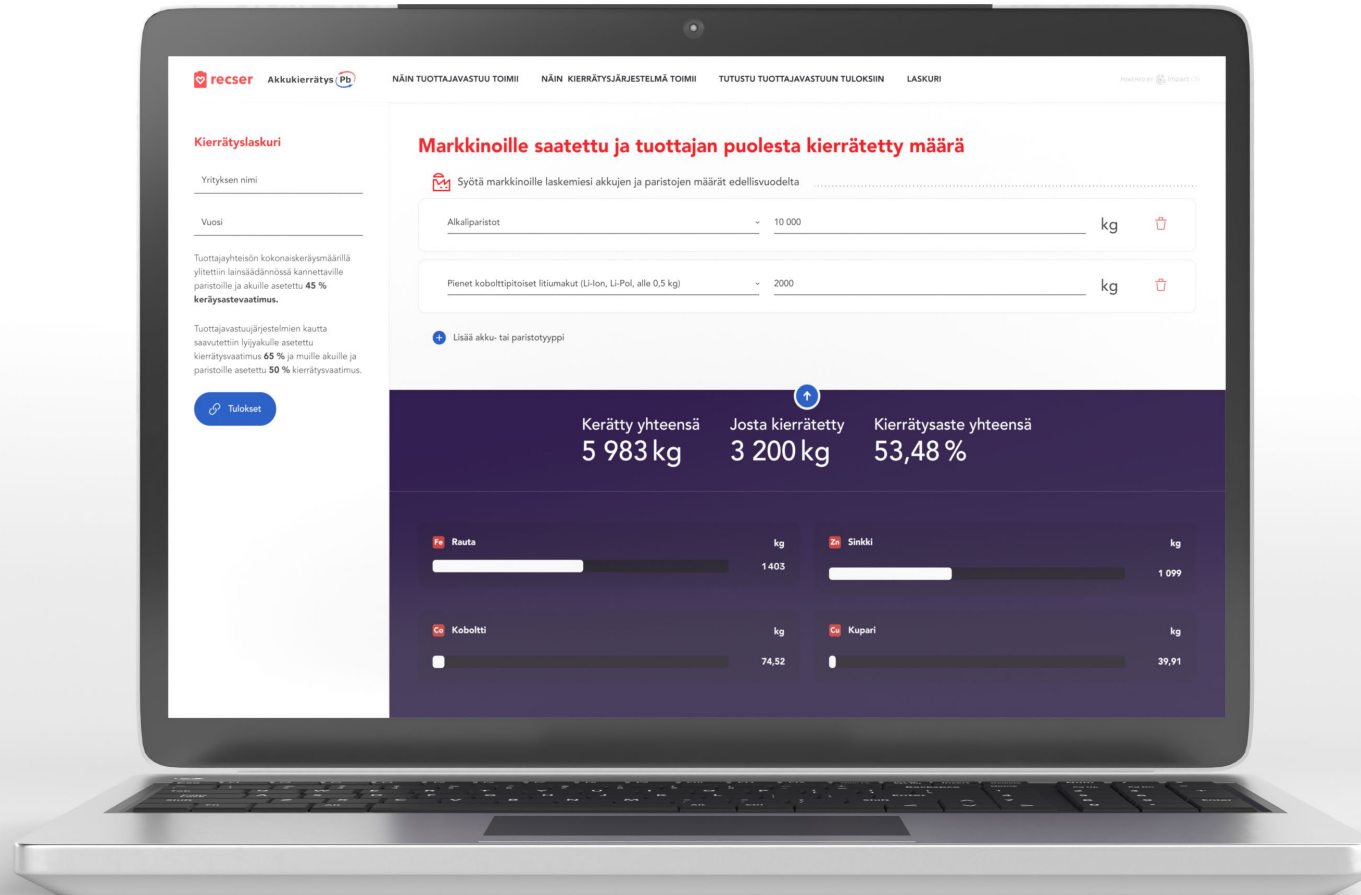 recser
Akkukierrätys Pb
NÄIN TUOTTAJAVASTUU TOIMII
NÄIN KIERRÄTYSJÄRJESTELMÄ TOIMII
TUTUSTU TUOTTAJAVASTUUN TULOKSIIN
LASKURI
Kierrätyslaskuri
Yrityksen nimi
Vuosi
Tuottajayhteisön kokonaiskeräysmäärillä
ylitettiin lainsäädännössä kannettaville
paristoille ja akuille asetettu 45 %
keräysastevaatimus.
Tuottajavastuujärjestelmien kautta
saavutettiin lyijyakulle asetettu
kierrätysvaatimus 65 % ja muille akuille ja
paristoille asetettu 50 % kierrätysvaatimus.
Tulokset
Markkinoille saatettu ja tuottajan puolesta kierrätetty määrä
Syötä markkinoille laskemiesi akkujen ja paristojen määrät edellisvuodelta
Alkaliparistot 10 000 kg
Pienet kobolttipitoiset litiumakut (Li-Ion, Li-Pol, alle 0,5 kg) 2000 kg
Lisää akku- tai paristotyyppi
Kerätty yhteensä Josta kierrätetty Kierrätysaste yhteensä
5 983 kg 3 200 kg 53,48 %
Fe Rauta kg
1 403
Zn Sinkki kg
1 099
Co Koboltti kg
74,52
Cu Kupari kg
39,91